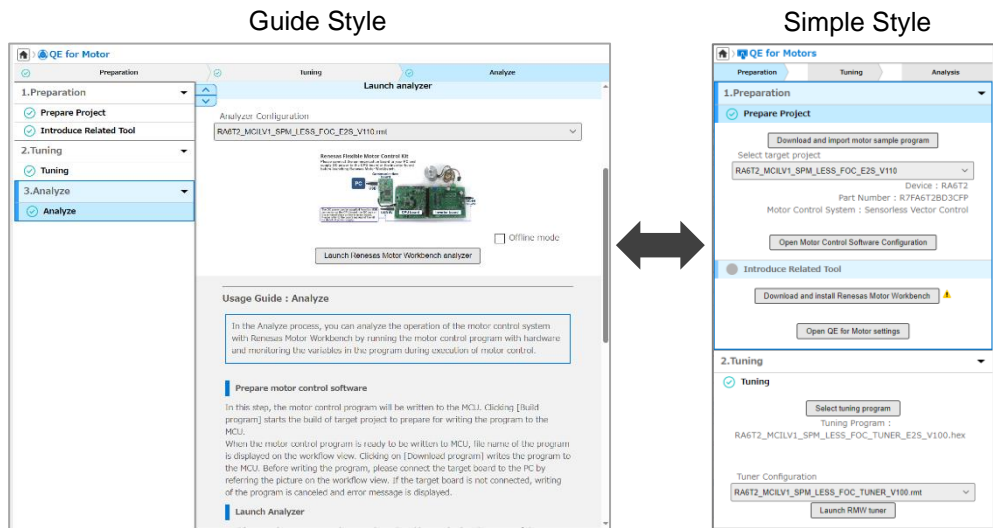 Guide Style
QE for Motor
Preparation
Tuning
Analyze
1.Preparation
Prepare Project
Introduce Related Tool
2.Tuning
Tuning
3.Analyze
Analyze
Launch analyzer
Analyzer Configuration
RA6T2_MCILV1_SPM_LESS_FOC_E2S_V110.rmt
Renesas Flexible Motor Control Kit
PC
CPU board
Inverter board
Offline mode
Launch Renesas Motor Workbench analyzer
Usage Guide : Analyze
In the Analyze process, you can analyze the operation of the motor control system
with Renesas Motor Workbench by running the motor control program with hardware
and monitoring the variables in the program during execution of motor control.
Prepare motor control software
In this step, the motor control program will be written to the MCU. Clicking [Build
program] starts the build of target project to prepare for writing the program to the
MCU.
When the motor control program is ready to be written to MCU, file name of the program
is displayed on the workflow view. Clicking on [Download program] writes the program to
the MCU. Before writing the program, please connect the target board to the PC by
referring the picture on the workflow view. If the target board is not connected, writing
of the program is canceled and error message is displayed.
Launch Analyzer
Simple Style
QE for Motors
Preparation
Tuning
Analysis
1.Preparation
Prepare Project
Download and import motor sample program
Select target project
RA6T2_MCILV1_SPM_LESS_FOC_E2S_V110
Device : RA6T2
Part Number : R7FA6T2BD3CFP
Motor Control System : Sensorless Vector Control
Open Motor Control Software Configuration
Introduce Related Tool
Download and install Renesas Motor Workbench
Open QE for Motor settings
2.Tuning
Tuning
Select tuning program
Tuning Program :
RA6T2_MCILV1_SPM_LESS_FOC_TUNER_E2S_V100.hex
Tuner Configuration
RA6T2_MCILV1_SPM_LESS_FOC_TUNER_V100.rmt
Launch RMW tuner